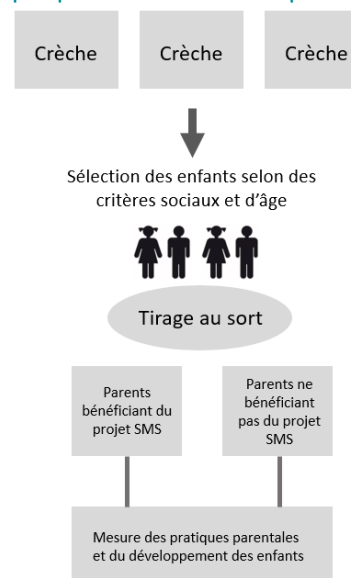 Crèche
Crèche
Crèche
Sélection des enfants selon des
critères sociaux et d'âge
Tirage au sort
Parents
bénéficiant du
projet SMS
Parents ne
bénéficiant
pas du projet
SMS
Mesure des pratiques parentales
et du développement des enfants